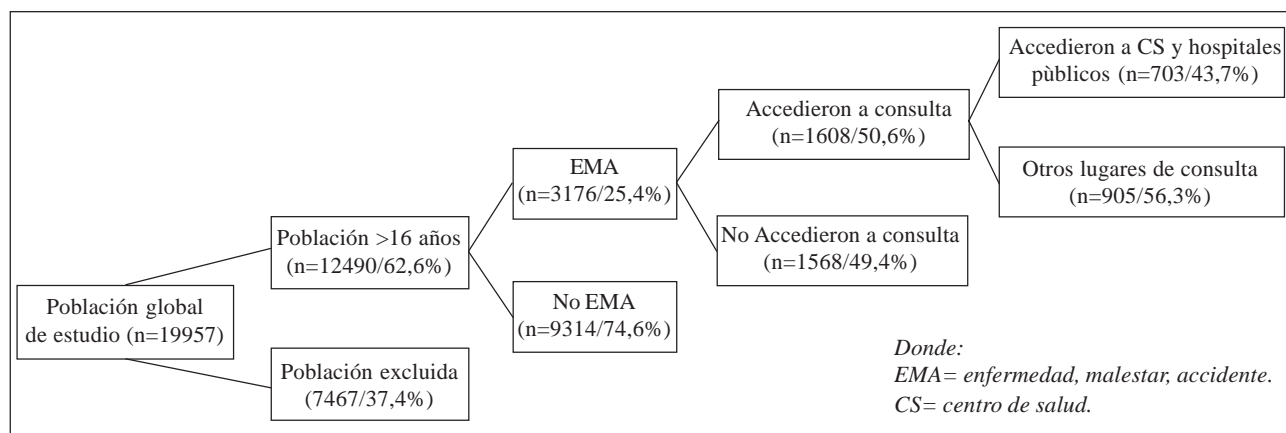 Población global
de estudio (n=19957)
Población >16 años
(n=12490/62,6%)
Población excluida
(7467/37,4%)
EMA
(n=3176/25,4%)
No EMA
(n=9314/74,6%)
Accedieron a consulta
(n=1608/50,6%)
No Accedieron a consulta
(n=1568/49,4%)
Accedieron a CS y hospitales
pùblicos (n=703/43,7%)
Otros lugares de consulta
(n=905/56,3%)
Donde:
EMA= enfermedad, malestar, accidente.
CS= centro de salud.